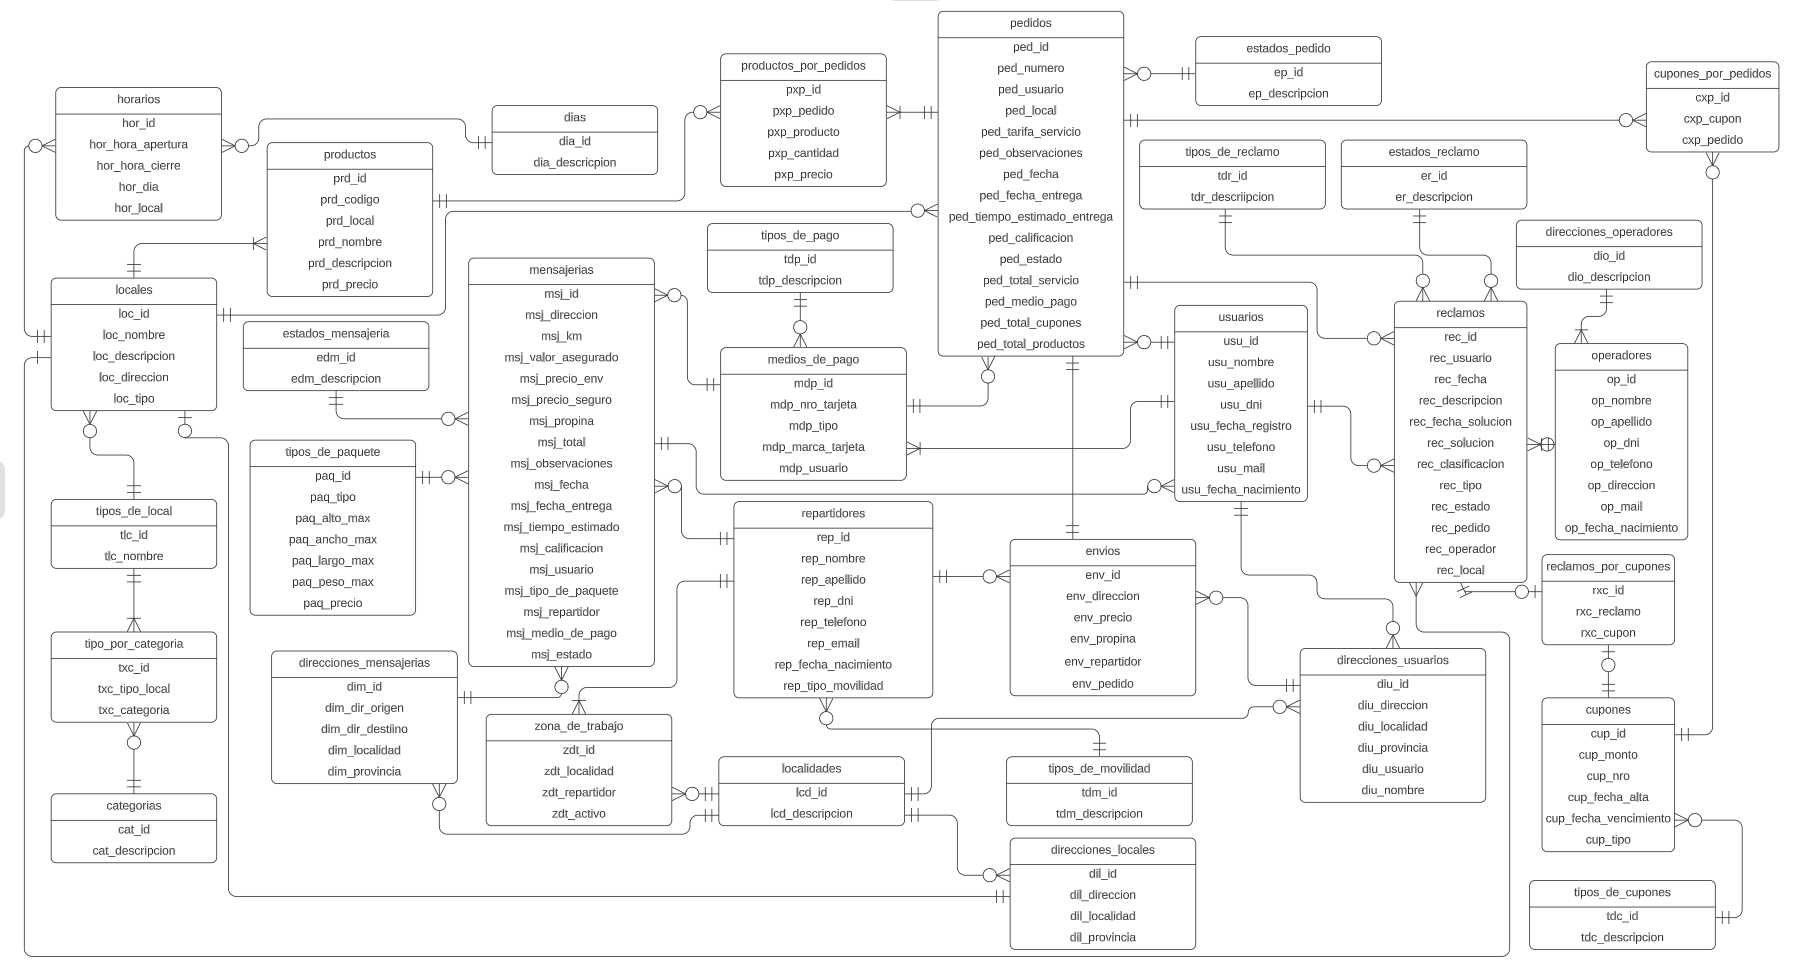 pedidos
ped_id
ped_numero
ped_usuario
ped_local
ped_tarifa_servicio
ped_observaciones
ped_fecha
ped_fecha_entrega
ped_tiempo_estimado_entrega
ped_calificacion
ped_estado
ped_total_servicio
ped_medio_pago
ped_total_cupones
ped_total_productos
estados_pedido
ep_id
ep_descripcion
productos_por_pedidos
pxp_id
pxp_pedido
pxp_producto
pxp_cantidad
pxp_precio
cupones_por_pedidos
cxp_id
cxp_cupon
cxp_pedido
horarios
hor_id
hor_hora_apertura
hor_hora_cierre
hor_dia
hor_local
dias
dia_id
dia_descricpion
productos
prd_id
prd_codigo
prd_local
prd_nombre
prd_descripcion
prd_precio
tipos_de_reclamo
tdr_id
tdr_descriipcion
estados_reclamo
er_id
er_descripcion
direcciones_operadores
dio_id
dio_descripcion
tipos_de_pago
tdp_id
tdp_descripcion
mensajerias
msj_id
msj_direccion
msj_km
msj_valor_asegurado
msj_precio_env
msj_precio_seguro
msj_propina
msj_total
msj_observaciones
msj_fecha
msj_fecha_entrega
msj_tiempo_estimado
msj_calificacion
msj_usuario
msj_tipo_de_paquete
msj_repartidor
msj_medio_de_pago
msj_estado
locales
loc_id
loc_nombre
loc_descripcion
loc_direccion
loc_tipo
estados_mensajeria
edm_id
edm_descripcion
usuarios
usu_id
usu_nombre
usu_apellido
usu_dni
usu_fecha_registro
usu_telefono
usu_mail
usu_fecha_nacimiento
reclamos
rec_id
rec_usuario
rec_fecha
rec_descripcion
rec_fecha_solucion
rec_solucion
rec_clasificacion
rec_tipo
rec_estado
rec_pedido
rec_operador
rec_local
operadores
op_id
op_nombre
op_apellido
op_dni
op_telefono
op_direccion
op_mail
op_fecha_nacimiento
medios_de_pago
mdp_id
mdp_nro_tarjeta
mdp_tipo
mdp_marca_tarjeta
mdp_usuario
tipos_de_paquete
paq_id
paq_tipo
paq_alto_max
paq_ancho_max
paq_largo_max
paq_peso_max
paq_precio
tipos_de_local
tlc_id
tlc_nombre
repartidores
rep_id
rep_nombre
rep_apellido
rep_dni
rep_telefono
rep_email
rep_fecha_nacimiento
rep_tipo_movilidad
envios
env_id
env_direccion
env_precio
env_propina
env_repartidor
env_pedido
reclamos_por_cupones
rxc_id
rxc_reclamo
rxc_cupon
tipo_por_categoria
txc_id
txc_tipo_local
txc_categoria
direcciones_mensajerias
dim_id
dim_dir_origen
dim_dir_destiino
dim_localidad
dim_provincia
direcciones_usuarios
diu_id
diu_direccion
diu_localidad
diu_provincia
diu_usuario
diu_nombre
cupones
cup_id
cup_monto
cup_nro
cup_fecha_alta
cup_fecha_vencimiento
cup_tipo
zona_de_trabajo
zdt_id
zdt_localidad
zdt_repartidor
zdt_activo
localidades
lcd_id
lcd_descripcion
tipos_de_movilidad
tdm_id
tdm_descripcion
categorias
cat_id
cat_descripcion
direcciones_locales
dil_id
dil_direccion
dil_localidad
dil_provincia
tipos_de_cupones
tdc_id
tdc_descripcion